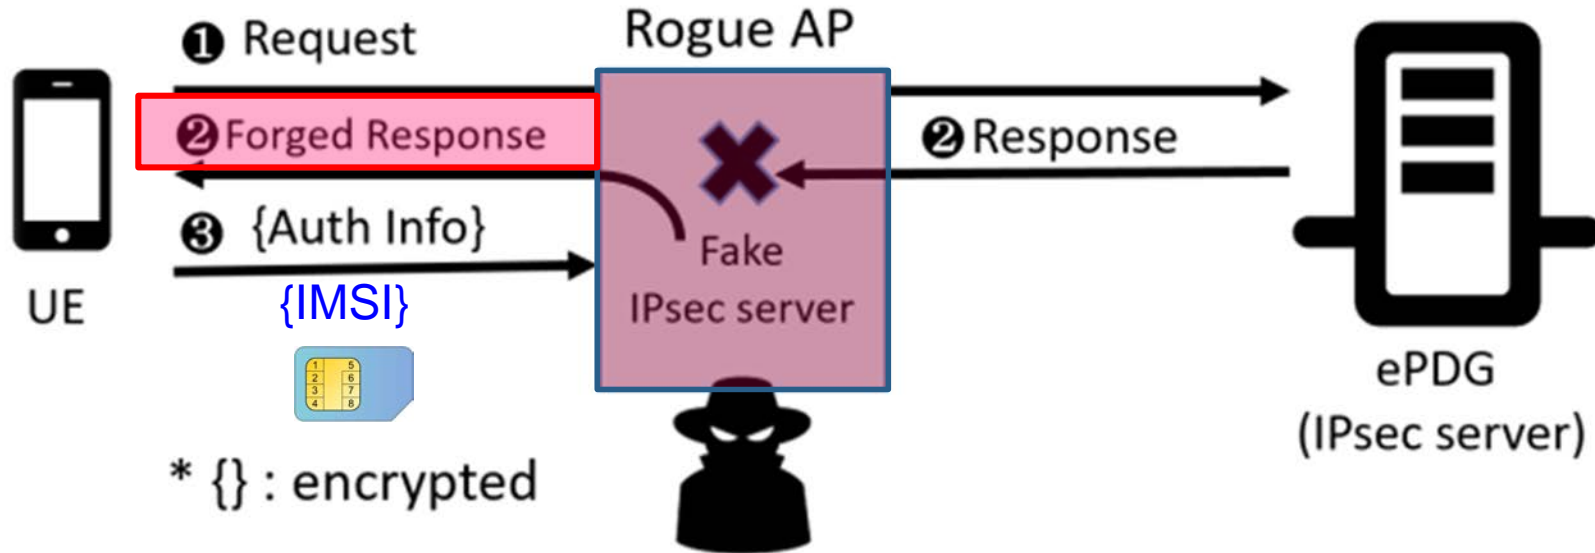 ❶ Request
Rogue AP
❷ Forged Response
❷ Response
❸ {Auth Info}
Fake
IPsec server
UE
{IMSI}
1 5
2 6
3 7
4 8
ePDG
(IPsec server)
* {} : encrypted